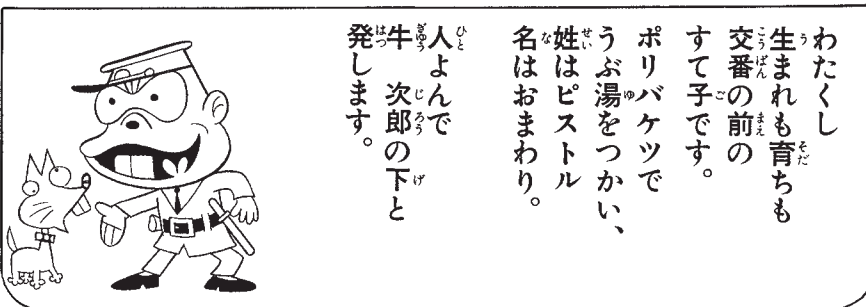 わたくし
生まれも育ちも
交番の前の
すて子です。
ポリバケツで
うぶ湯をつかい、
姓はピストル
名はおまわり。
人よんで
牛次郎の下と
発します。